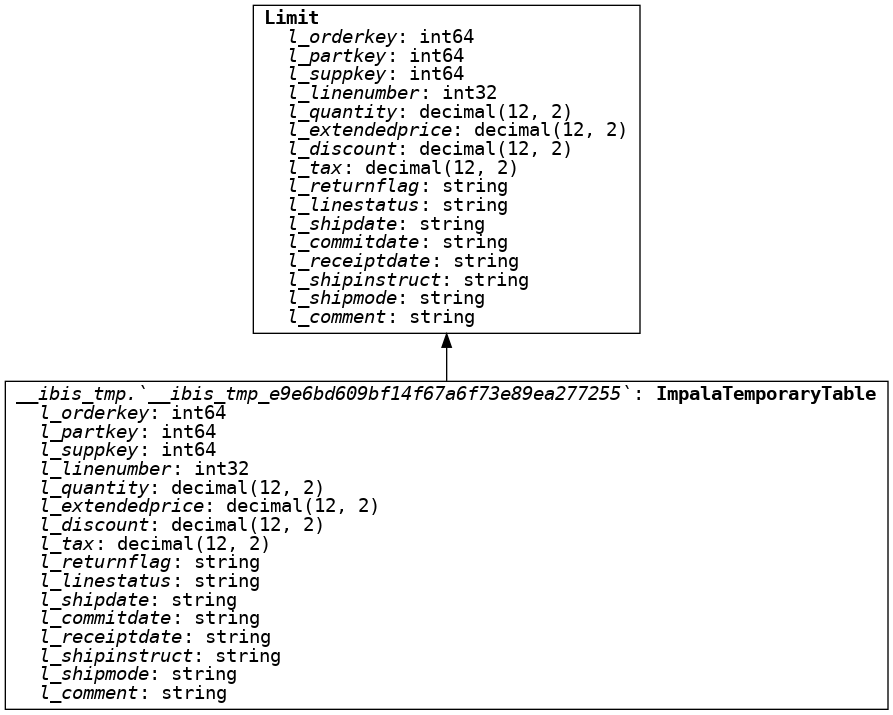 Limit
l_orderkey: int64
l_partkey: int64
l_suppkey: int64
l_linenumber: int32
l_quantity: decimal(12, 2)
l_extendedprice: decimal(12, 2)
l_discount: decimal(12, 2)
l_tax: decimal(12, 2)
l_returnflag: string
l_linestatus: string
l_shipdate: string
l_commitdate: string
l_receiptdate: string
l_shipinstruct: string
l_shipmode: string
l_comment: string
__ibis_tmp.`__ibis_tmp_e9e6bd609bf14f67a6f73e89ea277255`: ImpalaTemporaryTable
l_orderkey: int64
l_partkey: int64
l_suppkey: int64
l_linenumber: int32
l_quantity: decimal(12, 2)
l_extendedprice: decimal(12, 2)
l_discount: decimal(12, 2)
l_tax: decimal(12, 2)
l_returnflag: string
l_linestatus: string
l_shipdate: string
l_commitdate: string
l_receiptdate: string
l_shipinstruct: string
l_shipmode: string
l_comment: string